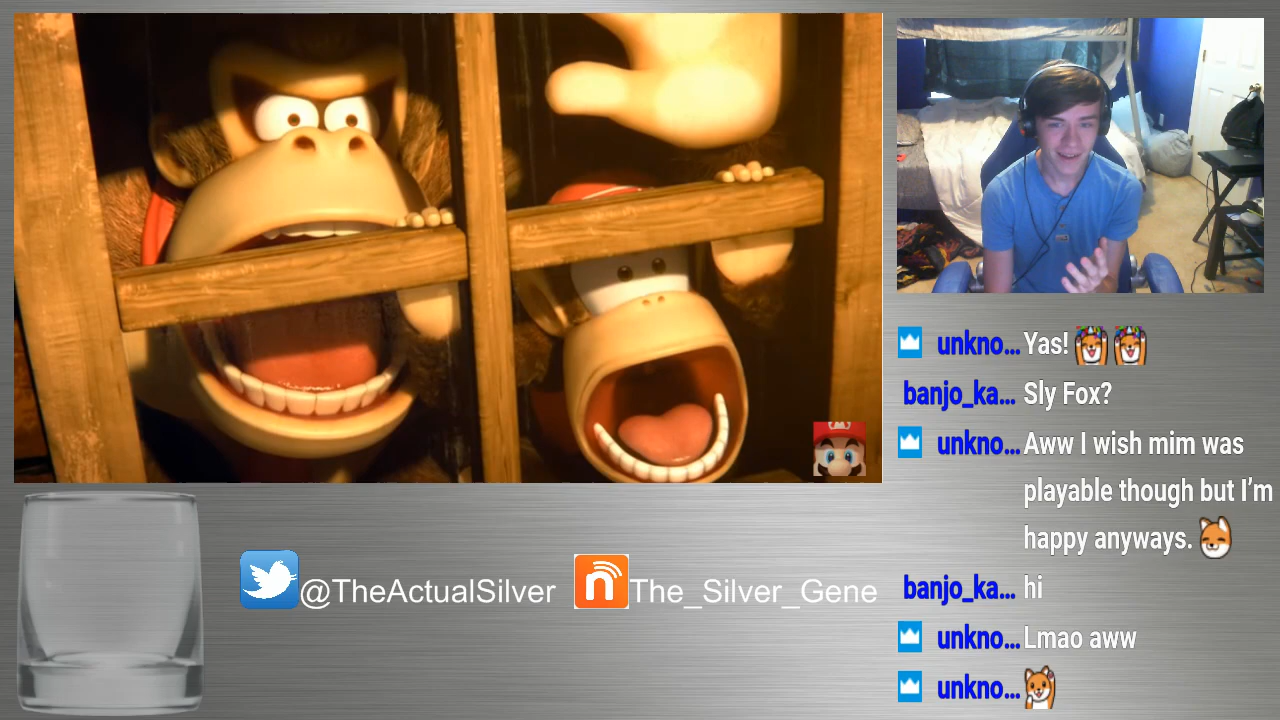 unkno... Yas!
banjo_ka... Sly Fox?
unkno... Aww I wish mim was
playable though but I’m
happy anyways.
banjo_ka... hi
unkno... Lmao aww
unkno...
@TheActualSilver
n The_Silver_Gene